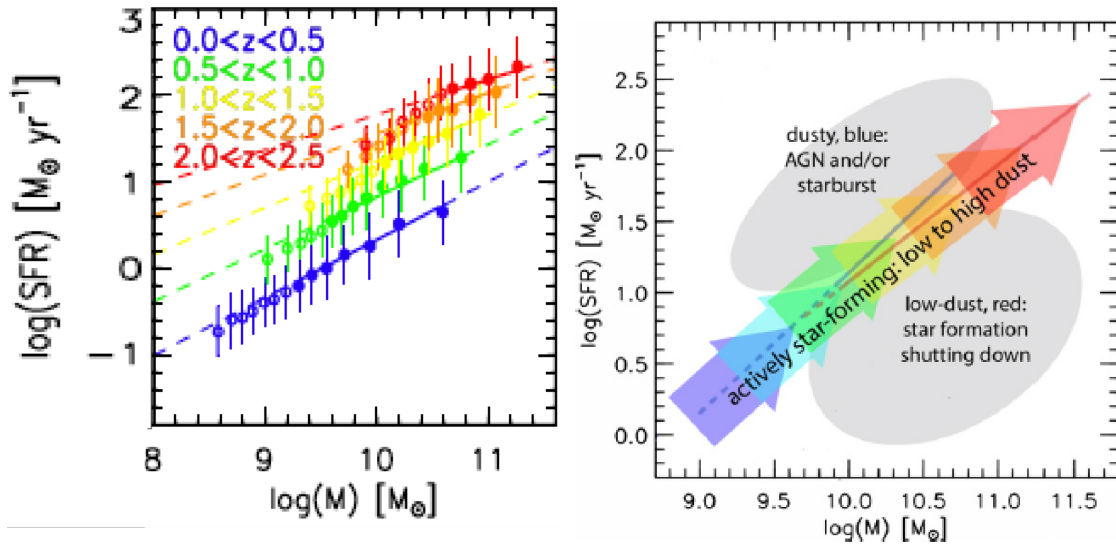 log(SFR) [M⊙ yr⁻¹]
3
2
1
0
–1
0.0<z<0.5
0.5<z<1.0
1.0<z<1.5
1.5<z<2.0
2.0<z<2.5
8 9 10 11
log(M) [M⊙]
log(SFR) [M⊙ yr⁻¹]
2.5
2.0
1.5
1.0
0.5
0.0
dusty, blue:
AGN and/or
starburst
actively star-forming: low to high dust
low-dust, red:
star formation
shutting down
9.0 9.5 10.0 10.5 11.0 11.5
log(M) [M⊙]